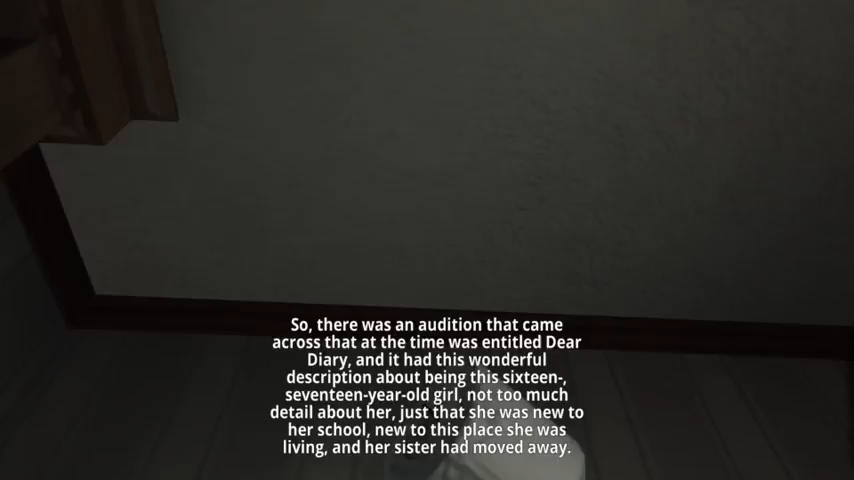 So, there was an audition that came
across that at the time was entitled Dear
Diary, and it had this wonderful
description about being this sixteen-,
seventeen-year-old girl, not too much
detail about her, just that she was new to
her school, new to this place she was
living, and her sister had moved away.